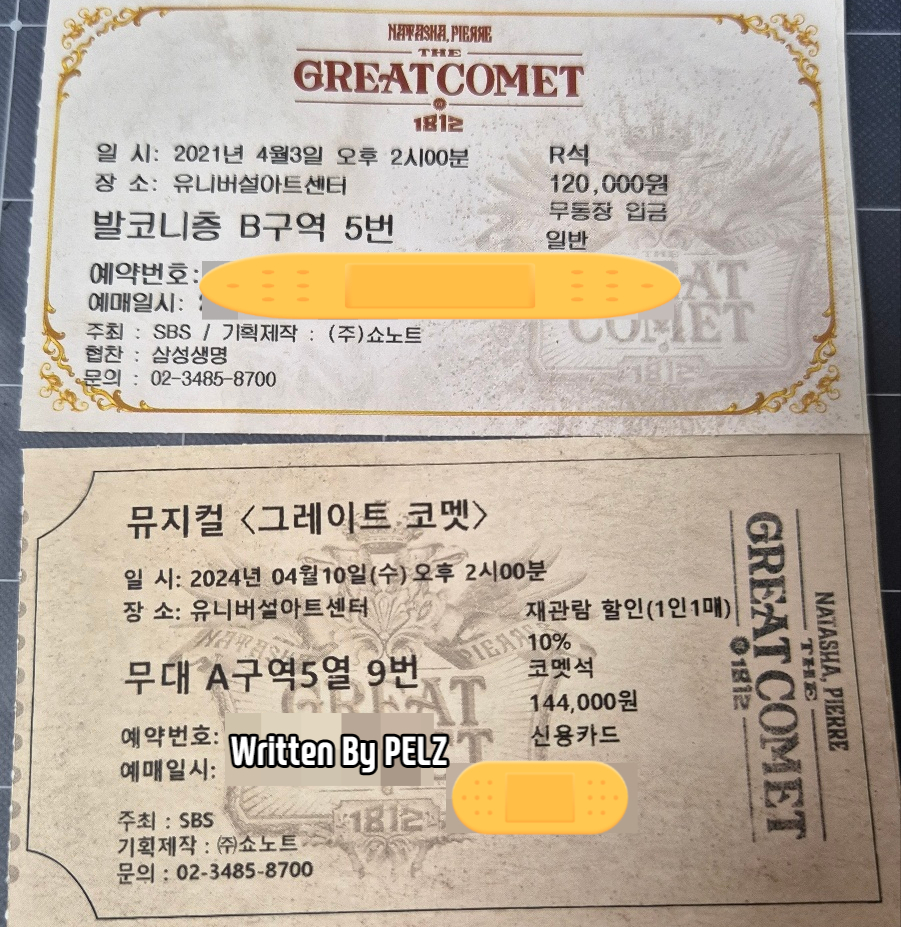 NATASHA, PIERRE
THE
GREAT COMET
1812
일 시: 2021년 4월3일 오후 2시00분
장 소: 유니버설아트센터
발코니층 B구역 5번
예약번호:
예매일시:
주최 : SBS / 기획제작 : (주)쇼노트
협찬 : 삼성생명
문의 : 02-3485-8700
R석
120,000원
무통장 입금
일반
GREAT
COMET
1812
뮤지컬 <그레이트 코멧>
일 시: 2024년 04월10일(수) 오후 2시00분
장 소: 유니버설아트센터
무대 A구역5열 9번
예약번호:
예매일시:
Written By PELZ
주최 : SBS
기획제작 : ㈜쇼노트
문의 : 02-3485-8700
재관람 할인(1인1매)
10%
코멧석
144,000원
신용카드
NATASHA
PIERRE
GREAT
1812
NATASHA, PIERRE
THE
GREAT COMET
1812